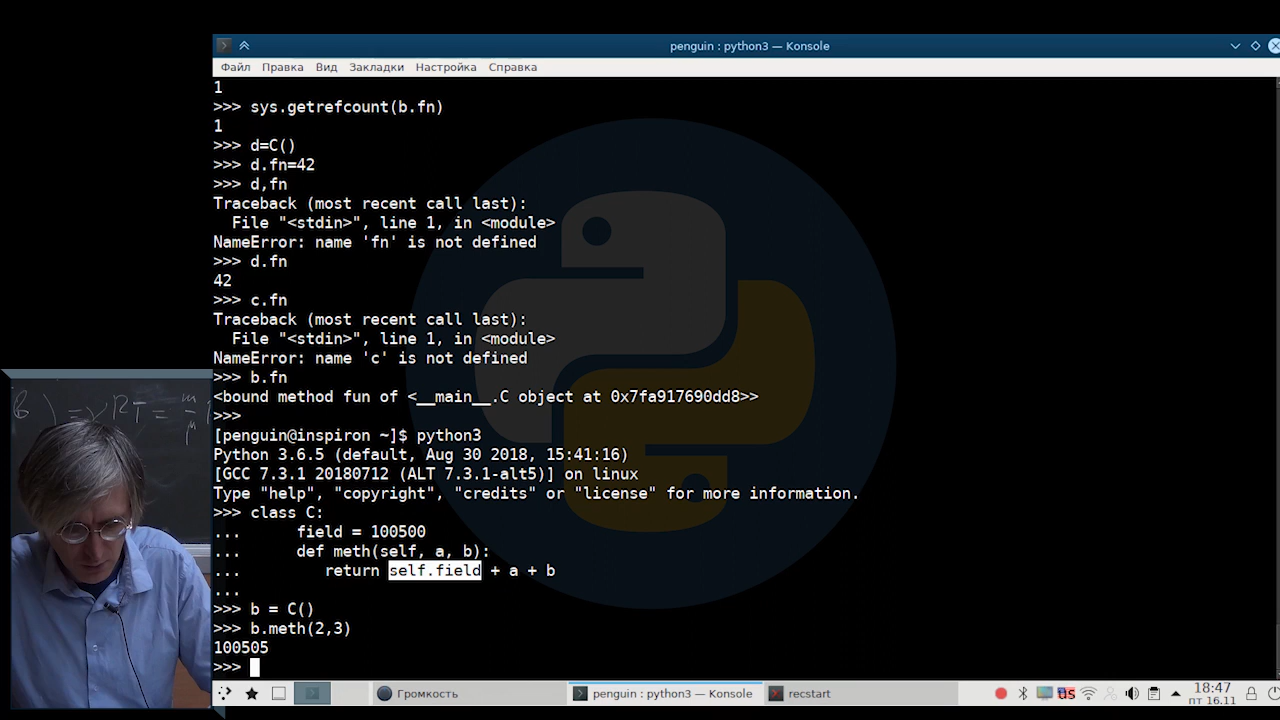 penguin : python3 — Konsole
Файл Правка Вид Закладки Настройка Справка
1
>>> sys.getrefcount(b.fn)
1
>>> d=C()
>>> d.fn=42
>>> d,fn
Traceback (most recent call last):
  File "<stdin>", line 1, in <module>
NameError: name 'fn' is not defined
>>> d.fn
42
>>> c.fn
Traceback (most recent call last):
  File "<stdin>", line 1, in <module>
NameError: name 'c' is not defined
>>> b.fn
<bound method fun of <__main__.C object at 0x7fa917690dd8>>
>>>
[penguin@inspiron ~]$ python3
Python 3.6.5 (default, Aug 30 2018, 15:41:16)
[GCC 7.3.1 20180712 (ALT 7.3.1-alt5)] on linux
Type "help", "copyright", "credits" or "license" for more information.
>>> class C:
...      field = 100500
...      def meth(self, a, b):
...         return self.field + a + b
...
>>> b = C()
>>> b.meth(2,3)
100505
>>>
) = νRT = m
Громкость
penguin : python3 — Konsole
recstart
us
18:47
пт 16.11